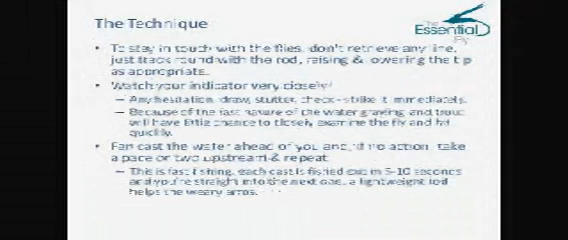 The Technique
The
Essential
Fly
• To stay in touch with the flies, don't retrieve any line,
just track round with the rod, raising & lowering the tip
as appropriate.
• Watch your indicator very closely!
– Any hesitation, draw, stutter, check - strike it immediately.
– Because of the fast nature of the water grayling and trout
will have little chance to closely examine the fly and hit
quickly.
• Fan cast the water ahead of you and, if no action, take
a pace or two upstream & repeat
– This is fast fishing, each cast is fished out in 5-10 seconds
and you're straight into the next one, a lightweight rod
helps the weary arms.